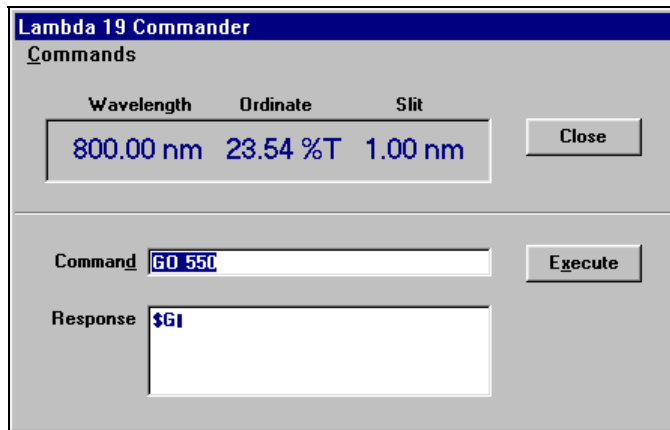 Lambda 19 Commander
Commands
Wavelength Ordinate Slit
800.00 nm 23.54 %T 1.00 nm
Close
Command GO 550
Execute
Response $GI